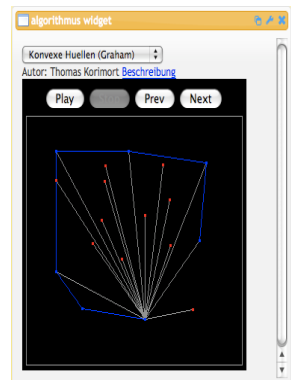 algorithmus widget
Konvexe Huellen (Graham)
Autor: Thomas Korimort Beschreibung
Play Prev Next